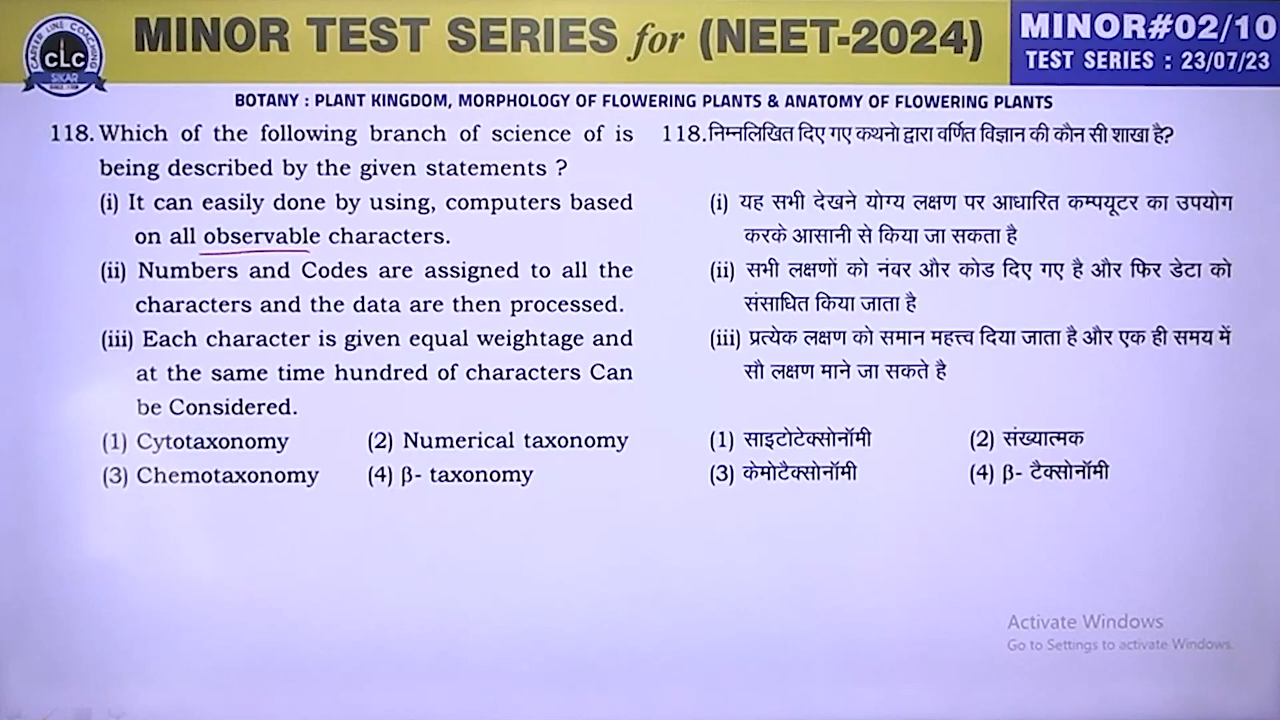 CAREER LINE COACHING
CLC
SIKAR
MINOR TEST SERIES for (NEET-2024)
MINOR#02/10
TEST SERIES : 23/07/23
BOTANY : PLANT KINGDOM, MORPHOLOGY OF FLOWERING PLANTS & ANATOMY OF FLOWERING PLANTS
118. Which of the following branch of science of is
being described by the given statements ?
(i) It can easily done by using, computers based
on all observable characters.
(ii) Numbers and Codes are assigned to all the
characters and the data are then processed.
(iii) Each character is given equal weightage and
at the same time hundred of characters Can
be Considered.
(1) Cytotaxonomy (2) Numerical taxonomy
(3) Chemotaxonomy (4) β- taxonomy
118. निम्नलिखित दिए गए कथनो द्वारा वर्णित विज्ञान की कौन सी शाखा है?
(i) यह सभी देखने योग्य लक्षण पर आधारित कम्पयूटर का उपयोग
करके आसानी से किया जा सकता है
(ii) सभी लक्षणों को नंबर और कोड दिए गए है और फिर डेटा को
संसाधित किया जाता है
(iii) प्रत्येक लक्षण को समान महत्त्व दिया जाता है और एक ही समय में
सौ लक्षण माने जा सकते है
(1) साइटोटेक्सोनॉमी (2) संख्यात्मक
(3) केमोटैक्सोनॉमी (4) β- टैक्सोनॉमी
Activate Windows
Go to Settings to activate Windows.